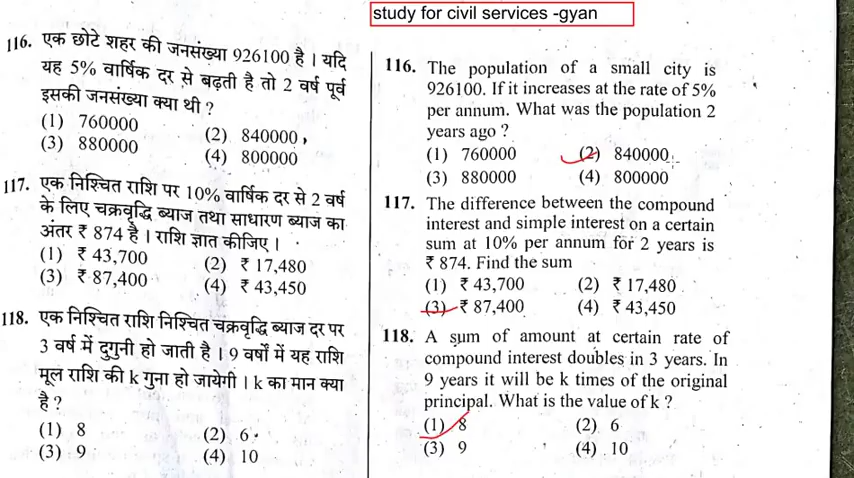 study for civil services -gyan
116. एक छोटे शहर की जनसंख्या 926100 है । यदि
यह 5% वार्षिक दर से बढ़ती है तो 2 वर्ष पूर्व
इसकी जनसंख्या क्या थी ?
(1) 760000
(2) 840000
(3) 880000
(4) 800000
117. एक निश्चित राशि पर 10% वार्षिक दर से 2 वर्ष
के लिए चक्रवृद्धि ब्याज तथा साधारण ब्याज का
अंतर ₹ 874 है । राशि ज्ञात कीजिए ।
(1) ₹ 43,700
(2) ₹ 17,480
(3) ₹ 87,400
(4) ₹ 43,450
118. एक निश्चित राशि निश्चित चक्रवृद्धि ब्याज दर पर
3 वर्ष में दुगुनी हो जाती है । 9 वर्षों में यह राशि
मूल राशि की k गुना हो जायेगी । k का मान क्या
है ?
(1) 8
(2) 6
(3) 9
(4) 10
116. The population of a small city is
926100. If it increases at the rate of 5%
per annum. What was the population 2
years ago ?
(1) 760000 (2) 840000
(3) 880000 (4) 800000
117. The difference between the compound
interest and simple interest on a certain
sum at 10% per annum for 2 years is
₹ 874. Find the sum
(1) ₹ 43,700 (2) ₹ 17,480
(3) ₹ 87,400 (4) ₹ 43,450
118. A sum of amount at certain rate of
compound interest doubles in 3 years. In
9 years it will be k times of the original
principal. What is the value of k ?
(1) 8 (2) 6
(3) 9 (4) 10